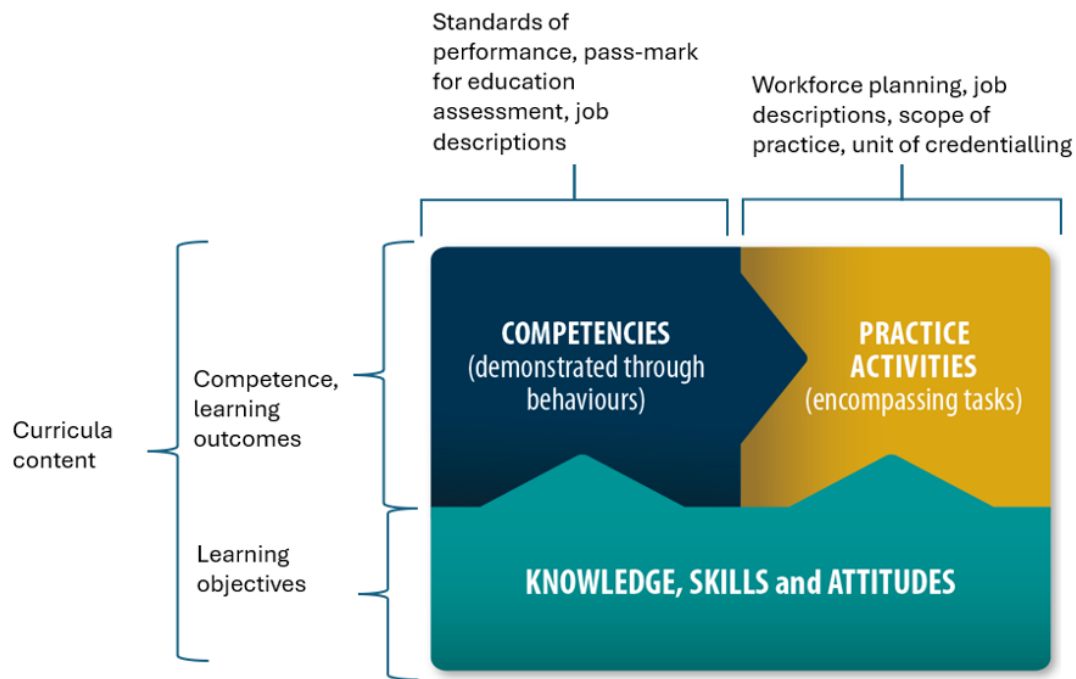 Standards of
performance, pass-mark
for education
assessment, job
descriptions
Workforce planning, job
descriptions, scope of
practice, unit of credentialling
COMPETENCIES
(demonstrated through
behaviours)
PRACTICE
ACTIVITIES
(encompassing tasks)
Competence,
learning
outcomes
Curricula
content
Learning
objectives
KNOWLEDGE, SKILLS and ATTITUDES